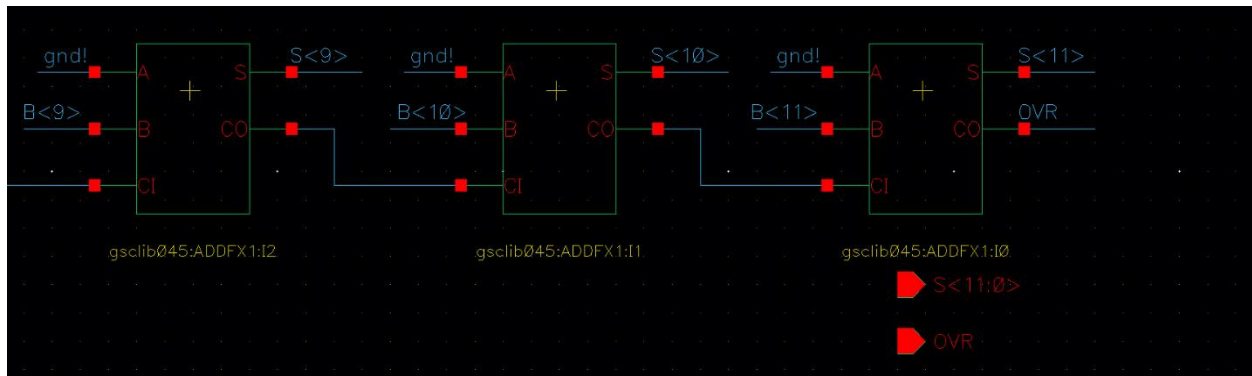 gnd! S<9> gnd! S<10> gnd! S<11>
A S A S A S
B<9> B<10> B<11> OVR
B CO B CO B CO
CI CI CI
gsclib045:ADDFX1:I2 gsclib045:ADDFX1:I1 gsclib045:ADDFX1:I0
S<11:0>
OVR